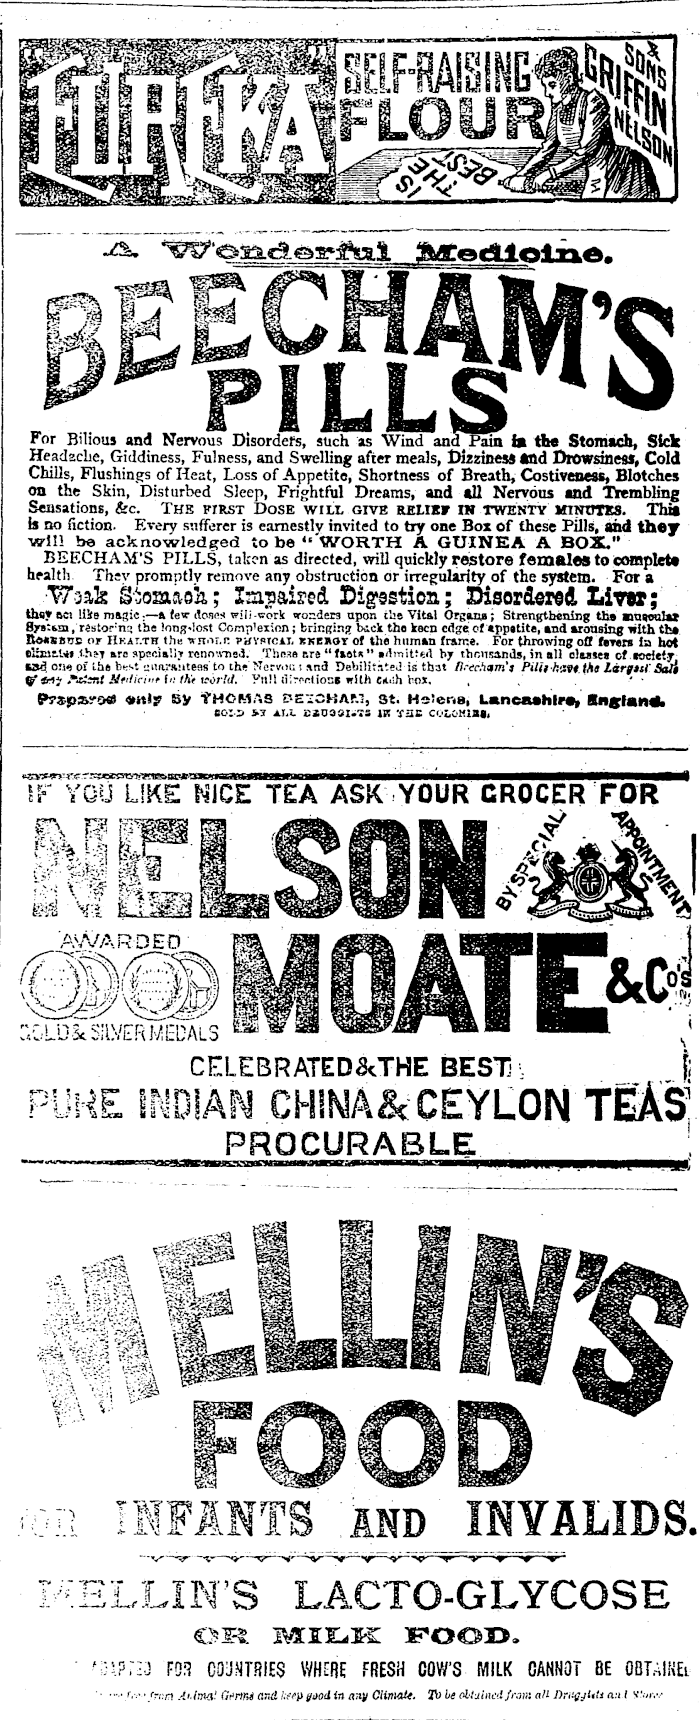 "EUREKA"
SELF-RAISING
FLOUR
IS
THE
BEST
& SONS
GRIFFIN
NELSON
A Wonderful Medicine.
BEECHAM'S
PILLS
For Bilious and Nervous Disorders, such as Wind and Pain in the Stomach, Sick
Headache, Giddiness, Fulness, and Swelling after meals, Dizziness and Drowsiness, Cold
Chills, Flushings of Heat, Loss of Appetite, Shortness of Breath, Costiveness, Blotches
on the Skin, Disturbed Sleep, Frightful Dreams, and all Nervous and Trembling
Sensations, &c. THE FIRST DOSE WILL GIVE RELIEF IN TWENTY MINUTES. This
is no fiction. Every sufferer is earnestly invited to try one Box of these Pills, and they
will be acknowledged to be "WORTH A GUINEA A BOX."
BEECHAM'S PILLS, taken as directed, will quickly restore females to complete
health. They promptly remove any obstruction or irregularity of the system. For a
Weak Stomach; Impaired Digestion; Disordered Liver;
they act like magic:—a few doses will work wonders upon the Vital Organs; Strengthening the muscular
System, restoring the long-lost Complexion; bringing back the keen edge of appetite, and arousing with the
ROSEBUD OF HEALTH the WHOLE PHYSICAL ENERGY of the human frame. For throwing off fevers in hot
climates they are specially renowned. These are "facts" admitted by thousands, in all classes of society
and one of the best guarantees to the Nervous and Debilitated is that Beecham's Pills have the Largest Sale
of any Patent Medicine in the world. Full directions with each box.
Prepared only by THOMAS BEECHAM, St. Helens, Lancashire, England.
SOLD BY ALL DRUGGISTS IN THE COLONIES.
IF YOU LIKE NICE TEA ASK YOUR GROCER FOR
NELSON
BY SPECIAL APPOINTMENT
AWARDED
MOATE & Co's
GOLD & SILVER MEDALS
CELEBRATED & THE BEST
PURE INDIAN CHINA & CEYLON TEAS
PROCURABLE
MELLIN'S
FOOD
FOR INFANTS AND INVALIDS.
MELLIN'S LACTO-GLYCOSE
OR MILK FOOD.
ADAPTED FOR COUNTRIES WHERE FRESH COW'S MILK CANNOT BE OBTAINED
free from Animal Germs and keep good in any Climate. To be obtained from all Druggists and Stores